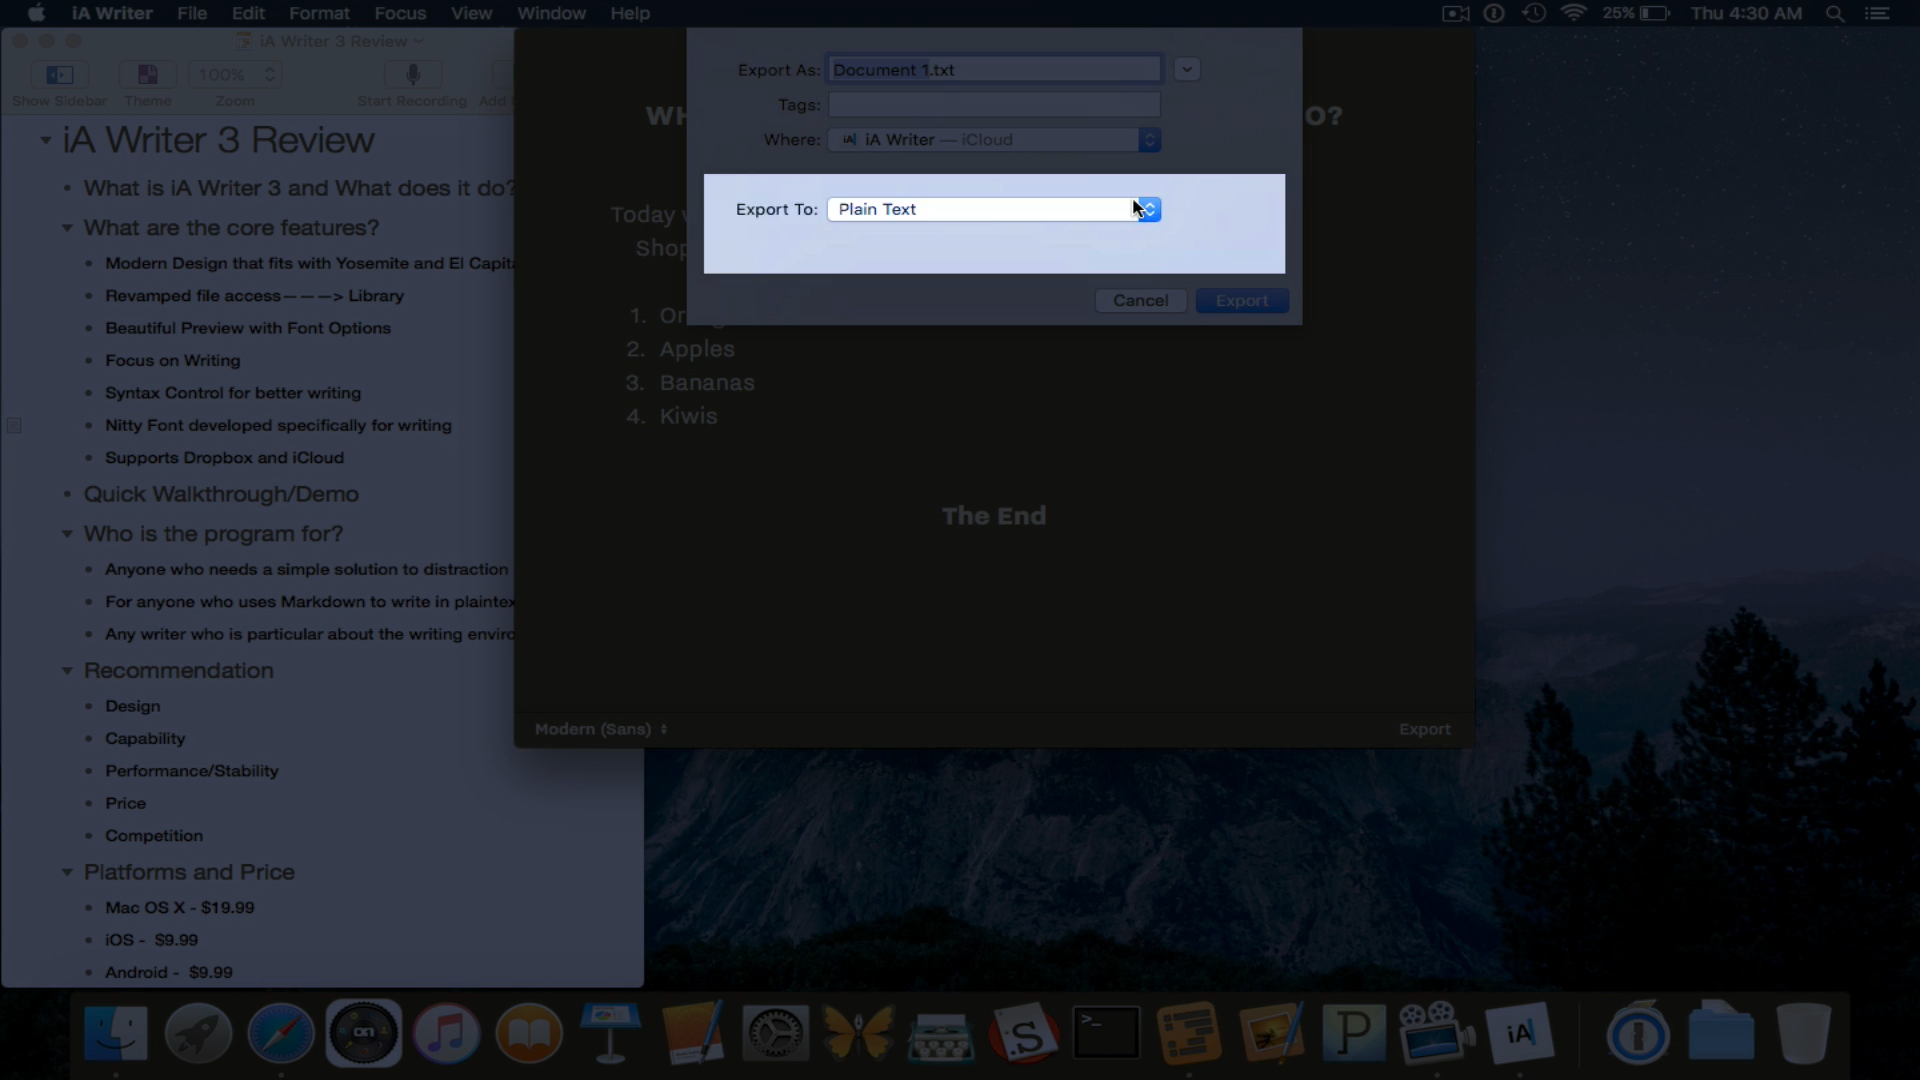 iA Writer File Edit Format Focus View Window Help
25% Thu 4:30 AM
iA Writer 3 Review
100%
Show Sidebar Theme Zoom Start Recording Add
iA Writer 3 Review
What is iA Writer 3 and What does it do?
What are the core features?
Modern Design that fits with Yosemite and El Capita
Revamped file access———> Library
Beautiful Preview with Font Options
Focus on Writing
Syntax Control for better writing
Nitty Font developed specifically for writing
Supports Dropbox and iCloud
Quick Walkthrough/Demo
Who is the program for?
Anyone who needs a simple solution to distraction
For anyone who uses Markdown to write in plaintex
Any writer who is particular about the writing enviro
Recommendation
Design
Capability
Performance/Stability
Price
Competition
Platforms and Price
Mac OS X - $19.99
iOS - $9.99
Android - $9.99
Export As: Document 1.txt
Tags:
Where: iA iA Writer — iCloud
Export To: Plain Text
Cancel Export
WH O?
Today
Shop
1. Or
2. Apples
3. Bananas
4. Kiwis
The End
Modern (Sans) Export
>_
S
P
iA